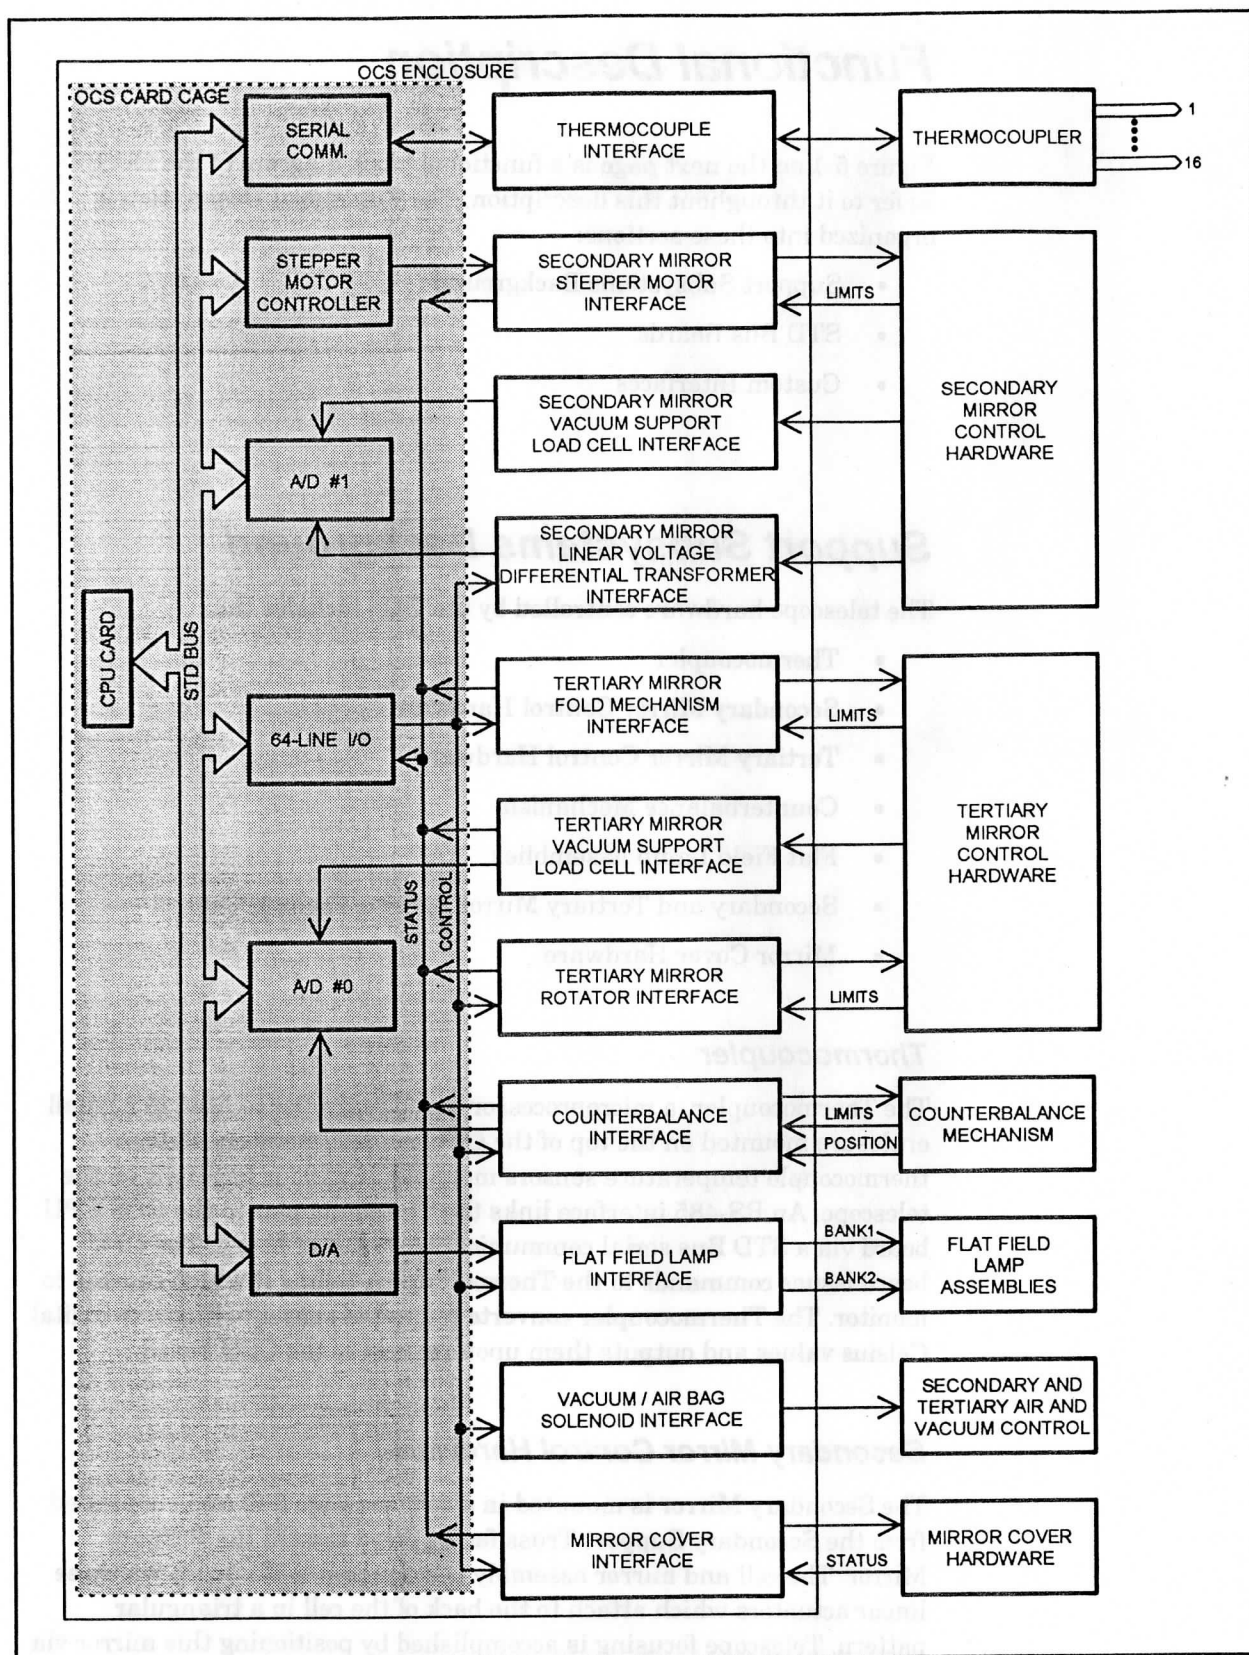 OCS ENCLOSURE
OCS CARD CAGE
SERIAL
COMM.
THERMOCOUPLE
INTERFACE
THERMOCOUPLER
1
16
STEPPER
MOTOR
CONTROLLER
SECONDARY MIRROR
STEPPER MOTOR
INTERFACE
LIMITS
SECONDARY
MIRROR
CONTROL
HARDWARE
SECONDARY MIRROR
VACUUM SUPPORT
LOAD CELL INTERFACE
A/D #1
SECONDARY MIRROR
LINEAR VOLTAGE
DIFFERENTIAL TRANSFORMER
INTERFACE
CPU CARD
STD BUS
64-LINE I/O
TERTIARY MIRROR
FOLD MECHANISM
INTERFACE
LIMITS
TERTIARY
MIRROR
CONTROL
HARDWARE
TERTIARY MIRROR
VACUUM SUPPORT
LOAD CELL INTERFACE
STATUS
CONTROL
A/D #0
TERTIARY MIRROR
ROTATOR INTERFACE
LIMITS
COUNTERBALANCE
INTERFACE
LIMITS
POSITION
COUNTERBALANCE
MECHANISM
D/A
FLAT FIELD LAMP
INTERFACE
BANK1
BANK2
FLAT FIELD
LAMP
ASSEMBLIES
VACUUM / AIR BAG
SOLENOID INTERFACE
SECONDARY AND
TERTIARY AIR AND
VACUUM CONTROL
MIRROR COVER
INTERFACE
STATUS
MIRROR COVER
HARDWARE